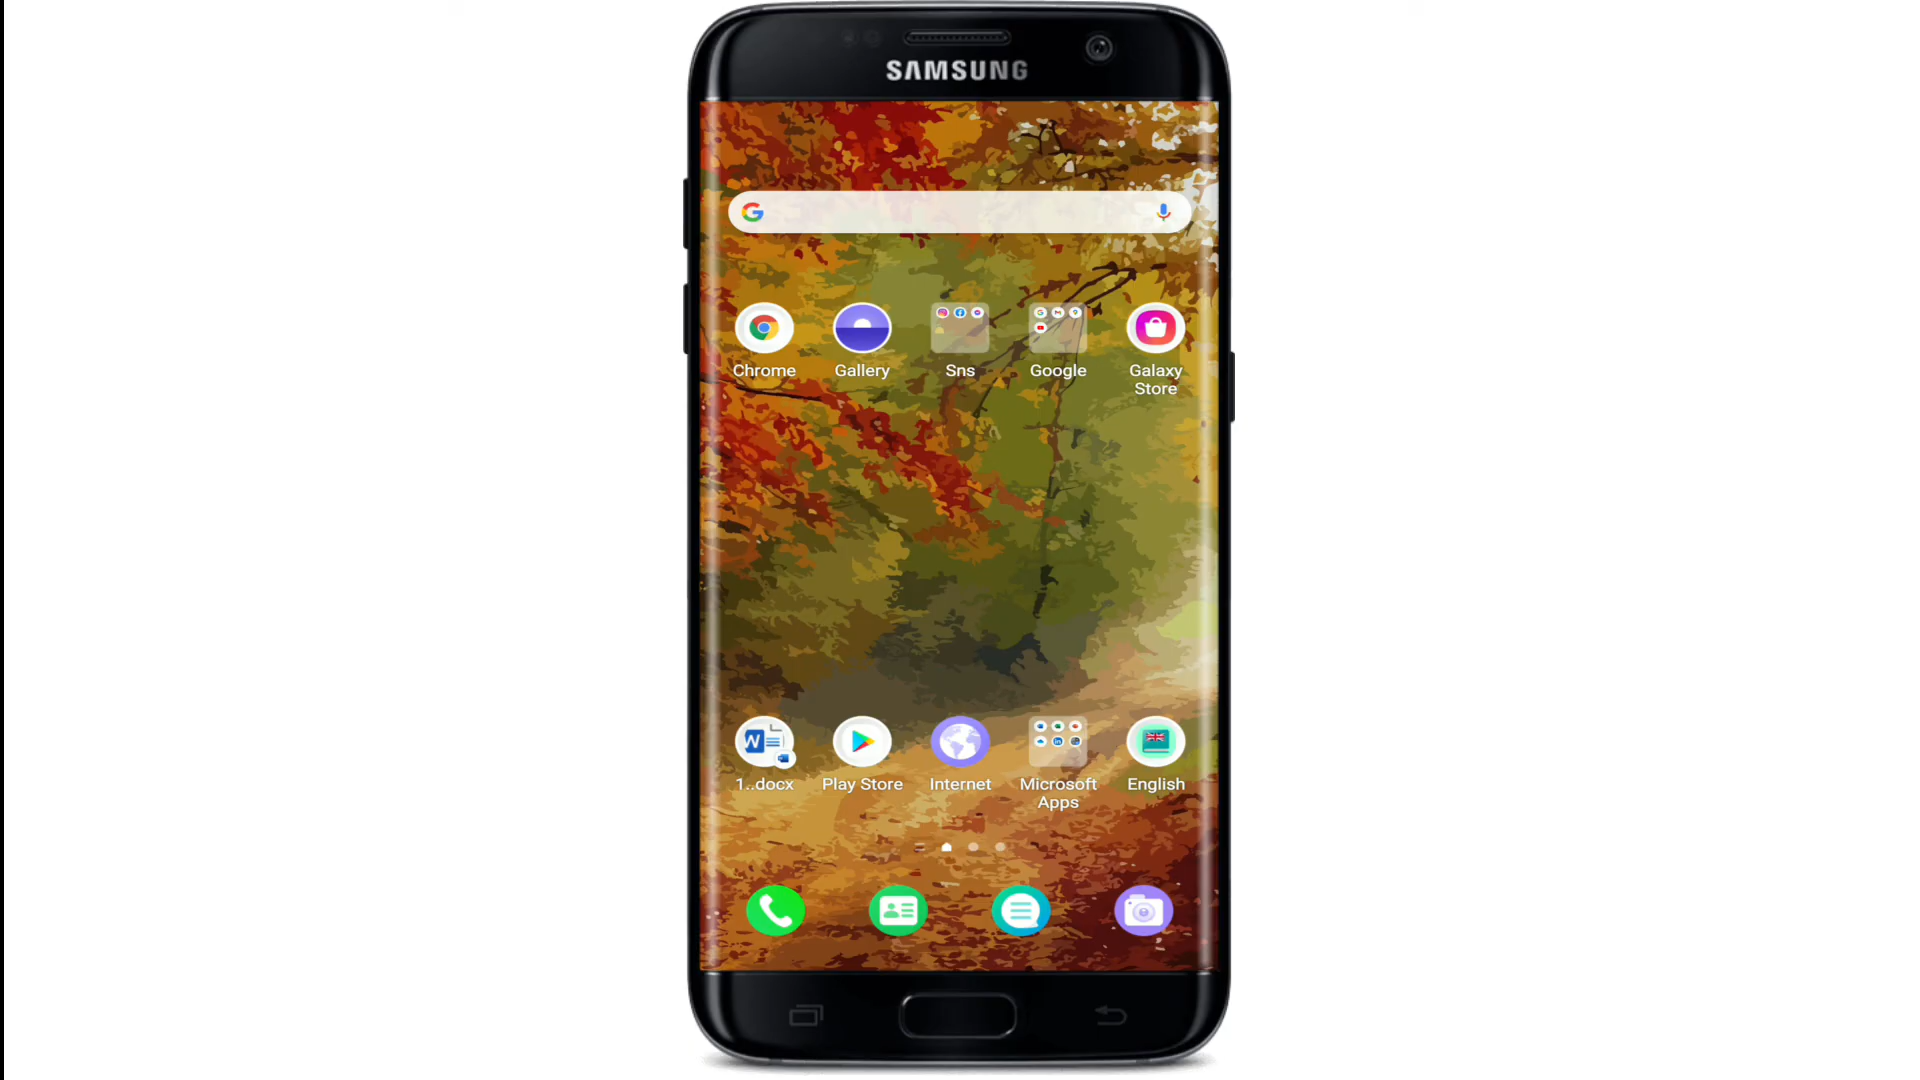 SAMSUNG
Chrome
Gallery
Sns
Google
Galaxy
Store
1..docx
Play Store
Internet
Microsoft
Apps
English